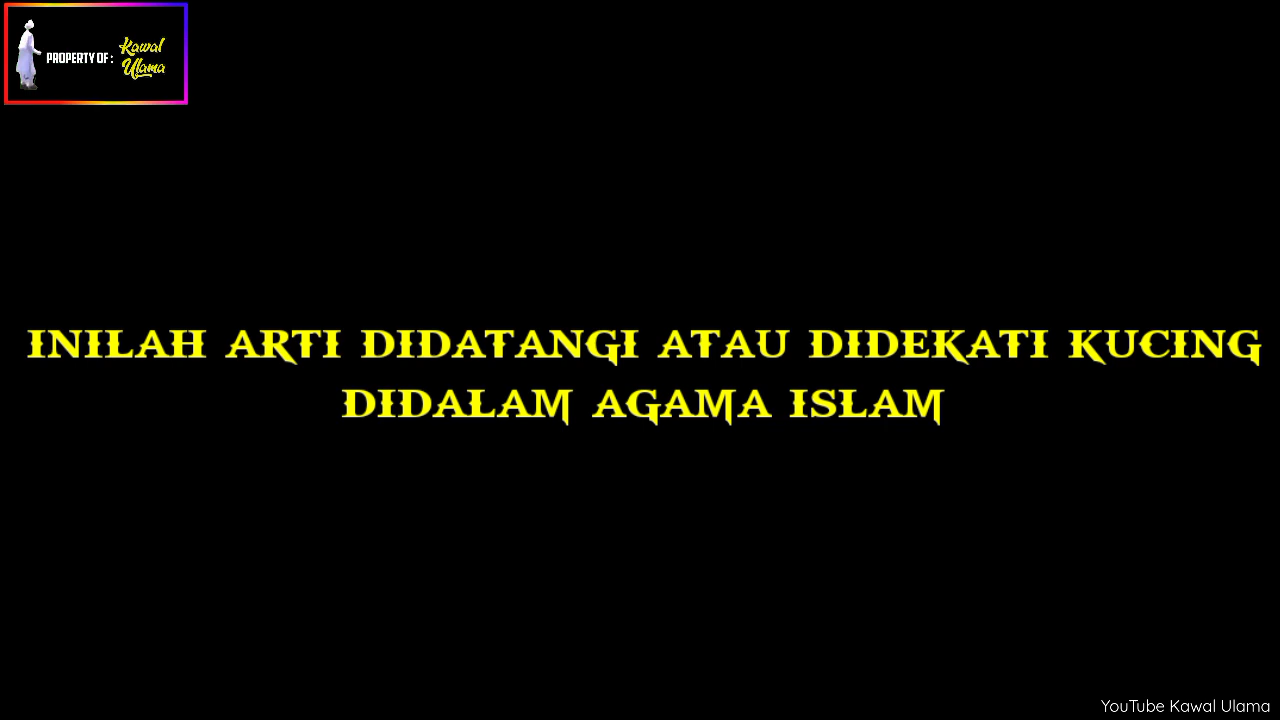 PROPERTY OF : Kawal
Ulama
INILAH ARTI DIDATANGI ATAU DIDEKATI KUCING
DIDALAM AGAMA ISLAM
YouTube Kawal Ulama